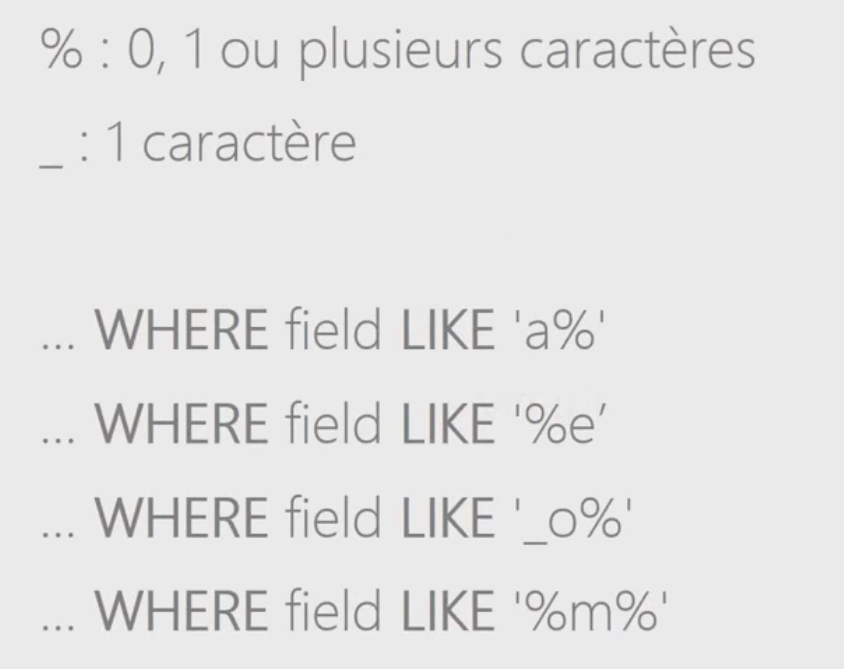 % : 0, 1 ou plusieurs caractères
_ : 1 caractère
... WHERE field LIKE 'a%'
... WHERE field LIKE '%e’
... WHERE field LIKE '_o%'
... WHERE field LIKE '%m%'